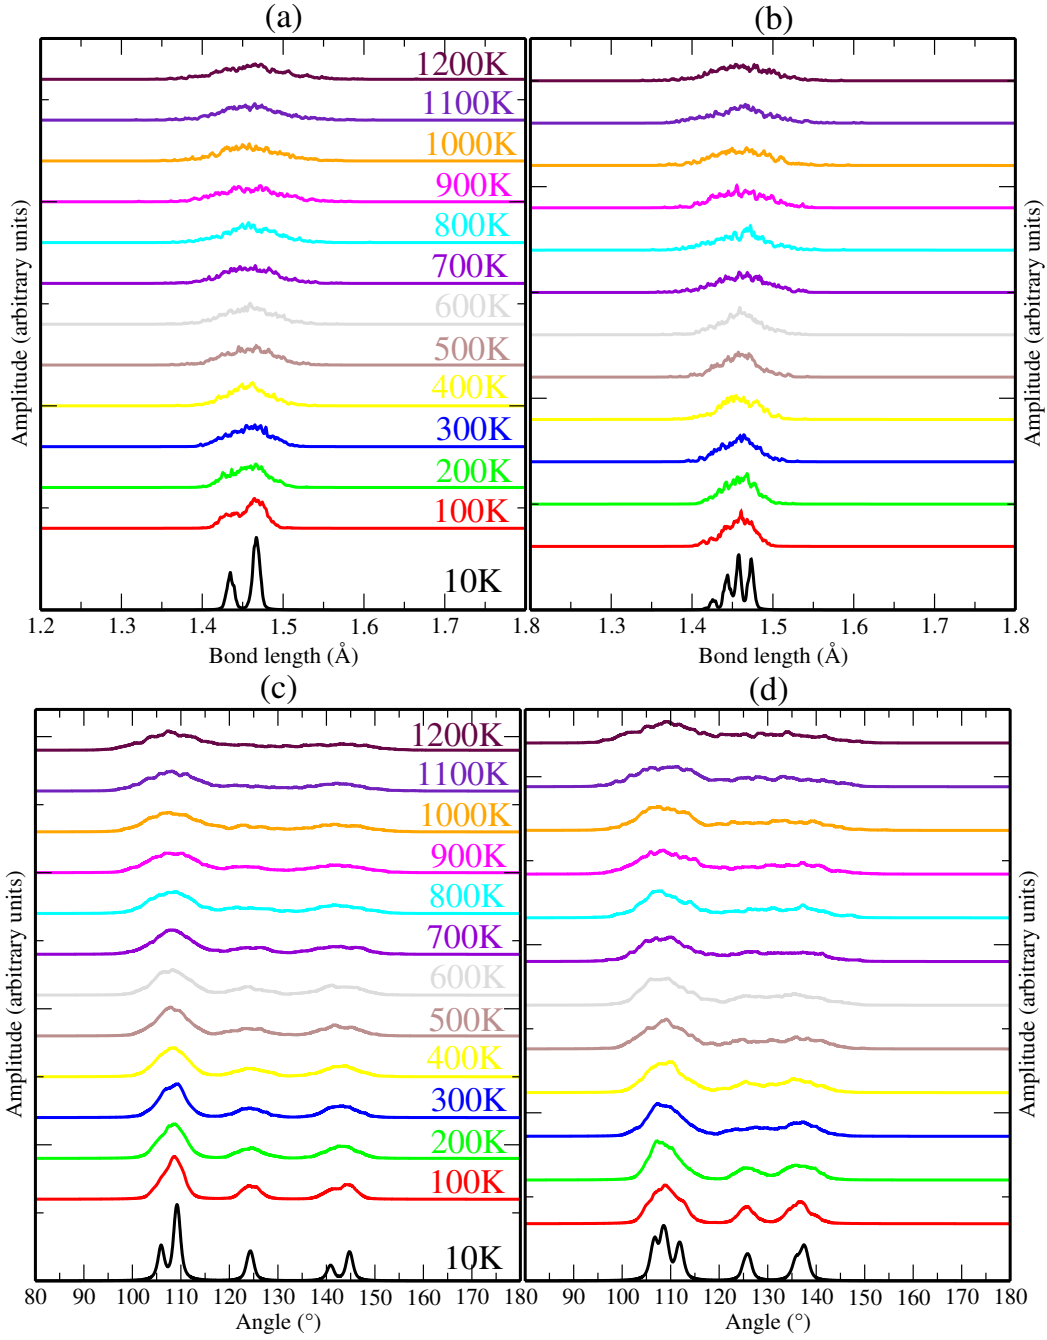 (a)
(b)
1200K
1100K
1000K
900K
800K
700K
600K
500K
400K
300K
200K
100K
10K
Amplitude (arbitrary units)
Amplitude (arbitrary units)
1.2 1.3 1.4 1.5 1.6 1.7 1.8 1.3 1.4 1.5 1.6 1.7 1.8
Bond length (Å)
Bond length (Å)
(c)
(d)
1200K
1100K
1000K
900K
800K
700K
600K
500K
400K
300K
200K
100K
10K
Amplitude (arbitrary units)
Amplitude (arbitrary units)
80 90 100 110 120 130 140 150 160 170 180 90 100 110 120 130 140 150 160 170 180
Angle (°)
Angle (°)